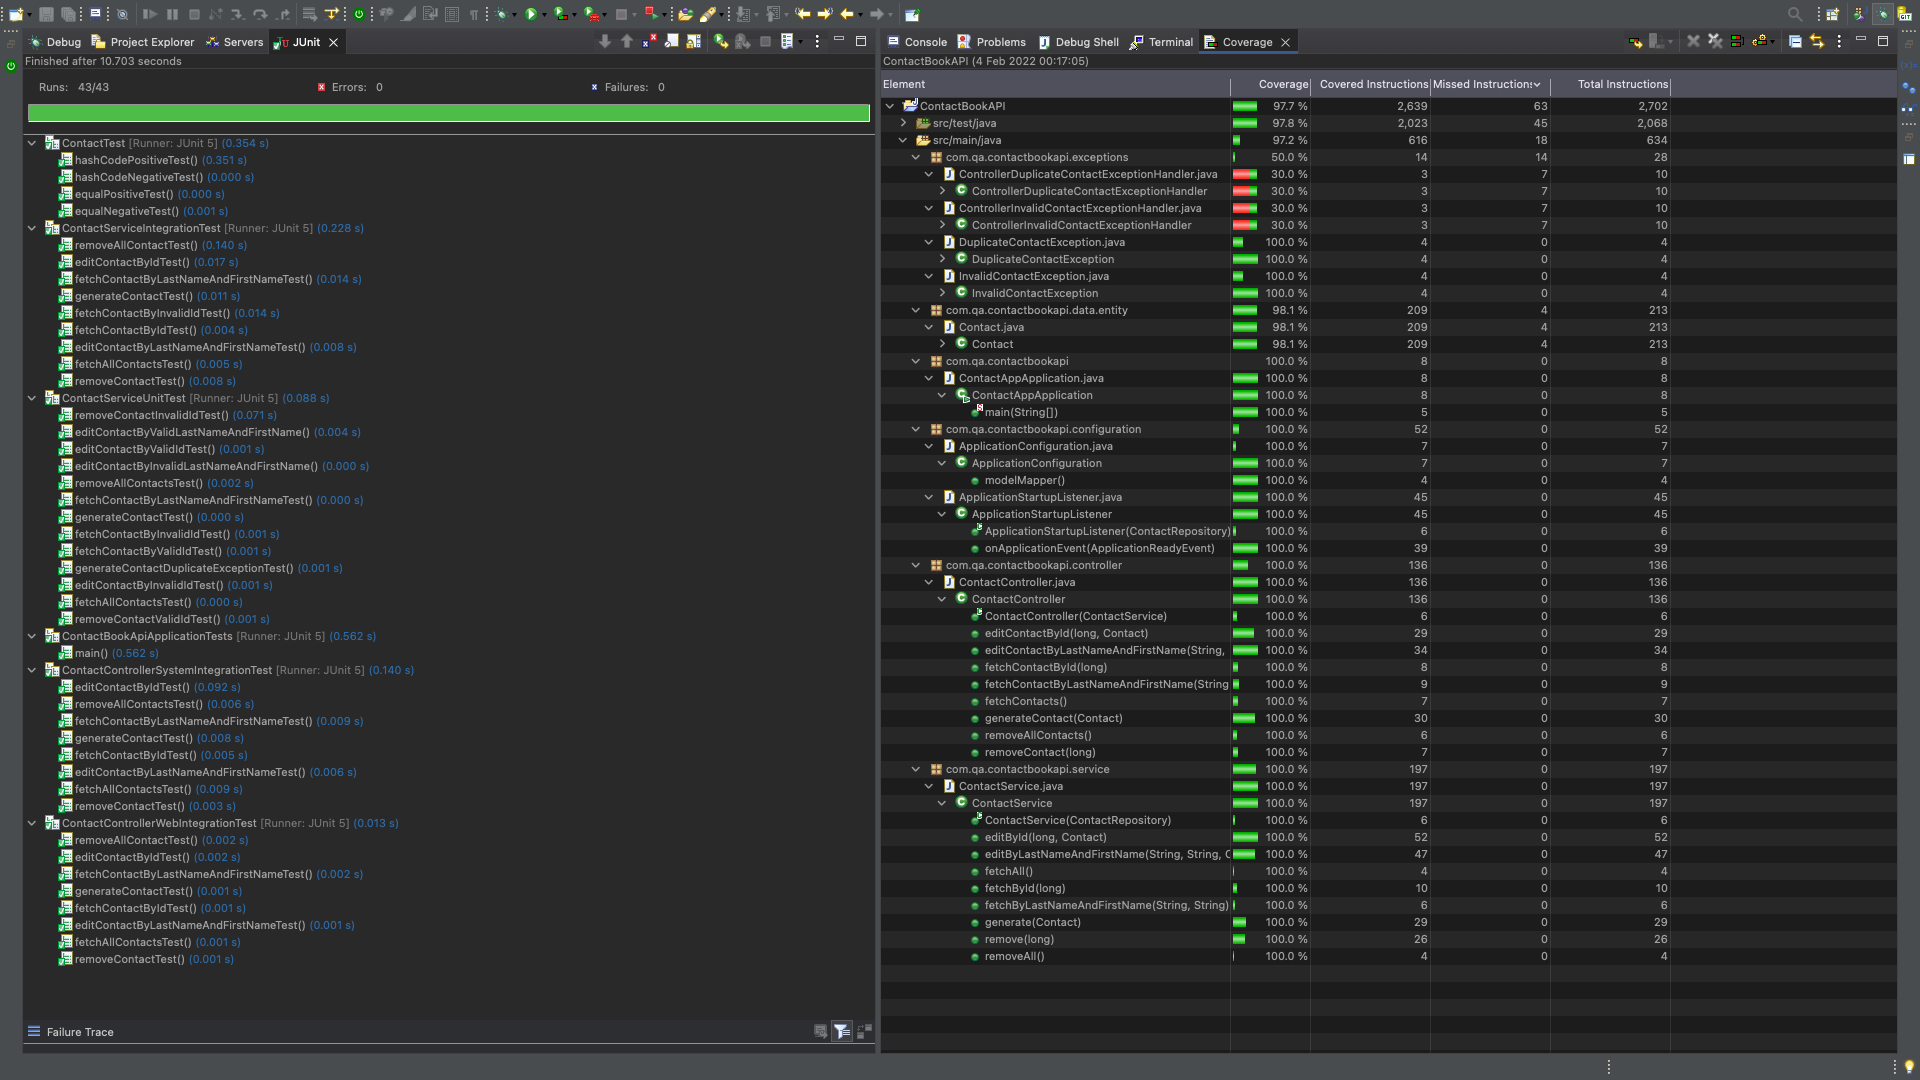 Debug Project Explorer Servers JUnit
Finished after 10.703 seconds
Runs: 43/43 Errors: 0 Failures: 0
ContactTest [Runner: JUnit 5] (0.354 s)
hashCodePositiveTest() (0.351 s)
hashCodeNegativeTest() (0.000 s)
equalPositiveTest() (0.000 s)
equalNegativeTest() (0.001 s)
ContactServiceIntegrationTest [Runner: JUnit 5] (0.228 s)
removeAllContactTest() (0.140 s)
editContactByIdTest() (0.017 s)
fetchContactByLastNameAndFirstNameTest() (0.014 s)
generateContactTest() (0.011 s)
fetchContactByInvalidIdTest() (0.014 s)
fetchContactByIdTest() (0.004 s)
editContactByLastNameAndFirstNameTest() (0.008 s)
fetchAllContactsTest() (0.005 s)
removeContactTest() (0.008 s)
ContactServiceUnitTest [Runner: JUnit 5] (0.088 s)
removeContactInvalidIdTest() (0.071 s)
editContactByValidLastNameAndFirstName() (0.004 s)
editContactByValidIdTest() (0.001 s)
editContactByInvalidLastNameAndFirstName() (0.000 s)
removeAllContactsTest() (0.002 s)
fetchContactByLastNameAndFirstNameTest() (0.000 s)
generateContactTest() (0.000 s)
fetchContactByInvalidIdTest() (0.001 s)
fetchContactByValidIdTest() (0.001 s)
generateContactDuplicateExceptionTest() (0.001 s)
editContactByInvalidIdTest() (0.001 s)
fetchAllContactsTest() (0.000 s)
removeContactValidIdTest() (0.001 s)
ContactBookApiApplicationTests [Runner: JUnit 5] (0.562 s)
main() (0.562 s)
ContactControllerSystemIntegrationTest [Runner: JUnit 5] (0.140 s)
editContactByIdTest() (0.092 s)
removeAllContactsTest() (0.006 s)
fetchContactByLastNameAndFirstNameTest() (0.009 s)
generateContactTest() (0.008 s)
fetchContactByIdTest() (0.005 s)
editContactByLastNameAndFirstNameTest() (0.006 s)
fetchAllContactsTest() (0.009 s)
removeContactTest() (0.003 s)
ContactControllerWebIntegrationTest [Runner: JUnit 5] (0.013 s)
removeAllContactTest() (0.002 s)
editContactByIdTest() (0.002 s)
fetchContactByLastNameAndFirstNameTest() (0.002 s)
generateContactTest() (0.001 s)
fetchContactByIdTest() (0.001 s)
editContactByLastNameAndFirstNameTest() (0.001 s)
fetchAllContactsTest() (0.001 s)
removeContactTest() (0.001 s)
Failure Trace
Console Problems Debug Shell Terminal Coverage
ContactBookAPI (4 Feb 2022 00:17:05)
Element Coverage Covered Instructions Missed Instructions Total Instructions
ContactBookAPI 97.7 % 2,639 63 2,702
src/test/java 97.8 % 2,023 45 2,068
src/main/java 97.2 % 616 18 634
com.qa.contactbookapi.exceptions 50.0 % 14 14 28
ControllerDuplicateContactExceptionHandler.java 30.0 % 3 7 10
ControllerDuplicateContactExceptionHandler 30.0 % 3 7 10
ControllerInvalidContactExceptionHandler.java 30.0 % 3 7 10
ControllerInvalidContactExceptionHandler 30.0 % 3 7 10
DuplicateContactException.java 100.0 % 4 0 4
DuplicateContactException 100.0 % 4 0 4
InvalidContactException.java 100.0 % 4 0 4
InvalidContactException 100.0 % 4 0 4
com.qa.contactbookapi.data.entity 98.1 % 209 4 213
Contact.java 98.1 % 209 4 213
Contact 98.1 % 209 4 213
com.qa.contactbookapi 100.0 % 8 0 8
ContactAppApplication.java 100.0 % 8 0 8
ContactAppApplication 100.0 % 8 0 8
main(String[]) 100.0 % 5 0 5
com.qa.contactbookapi.configuration 100.0 % 52 0 52
ApplicationConfiguration.java 100.0 % 7 0 7
ApplicationConfiguration 100.0 % 7 0 7
modelMapper() 100.0 % 4 0 4
ApplicationStartupListener.java 100.0 % 45 0 45
ApplicationStartupListener 100.0 % 45 0 45
ApplicationStartupListener(ContactRepository) 100.0 % 6 0 6
onApplicationEvent(ApplicationReadyEvent) 100.0 % 39 0 39
com.qa.contactbookapi.controller 100.0 % 136 0 136
ContactController.java 100.0 % 136 0 136
ContactController 100.0 % 136 0 136
ContactController(ContactService) 100.0 % 6 0 6
editContactById(long, Contact) 100.0 % 29 0 29
editContactByLastNameAndFirstName(String, 100.0 % 34 0 34
fetchContactById(long) 100.0 % 8 0 8
fetchContactByLastNameAndFirstName(String 100.0 % 9 0 9
fetchContacts() 100.0 % 7 0 7
generateContact(Contact) 100.0 % 30 0 30
removeAllContacts() 100.0 % 6 0 6
removeContact(long) 100.0 % 7 0 7
com.qa.contactbookapi.service 100.0 % 197 0 197
ContactService.java 100.0 % 197 0 197
ContactService 100.0 % 197 0 197
ContactService(ContactRepository) 100.0 % 6 0 6
editById(long, Contact) 100.0 % 52 0 52
editByLastNameAndFirstName(String, String, C 100.0 % 47 0 47
fetchAll() 100.0 % 4 0 4
fetchById(long) 100.0 % 10 0 10
fetchByLastNameAndFirstName(String, String) 100.0 % 6 0 6
generate(Contact) 100.0 % 29 0 29
remove(long) 100.0 % 26 0 26
removeAll() 100.0 % 4 0 4